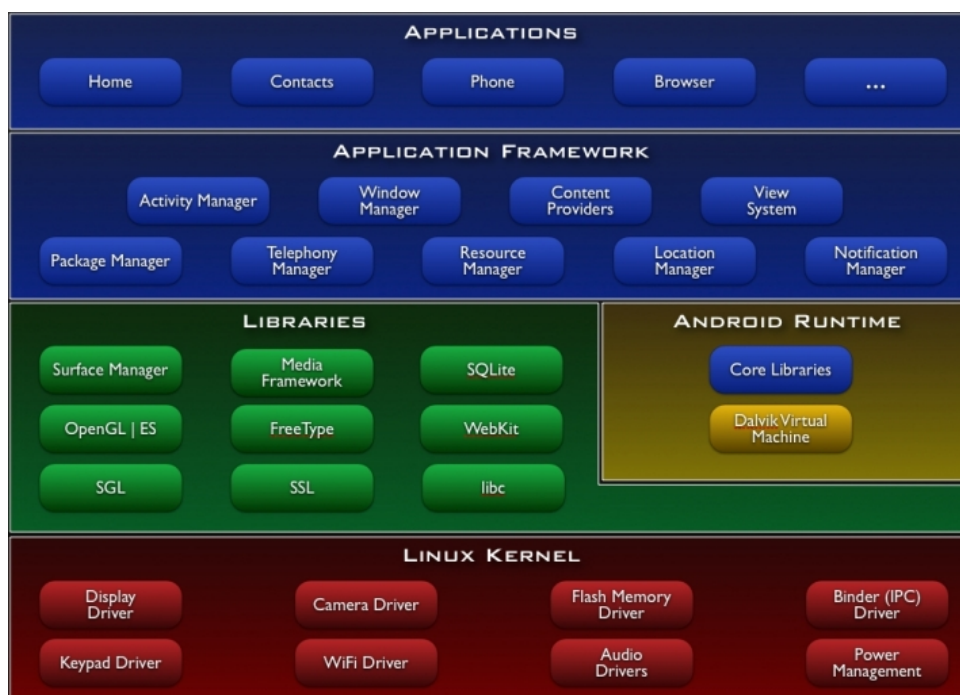 APPLICATIONS
Home
Contacts
Phone
Browser
...
APPLICATION FRAMEWORK
Activity Manager
Window
Manager
Content
Providers
View
System
Package Manager
Telephony
Manager
Resource
Manager
Location
Manager
Notification
Manager
LIBRARIES
Surface Manager
Media
Framework
SQLite
OpenGL | ES
FreeType
WebKit
SGL
SSL
libc
ANDROID RUNTIME
Core Libraries
Dalvik Virtual
Machine
LINUX KERNEL
Display
Driver
Camera Driver
Flash Memory
Driver
Binder (IPC)
Driver
Keypad Driver
WiFi Driver
Audio
Drivers
Power
Management